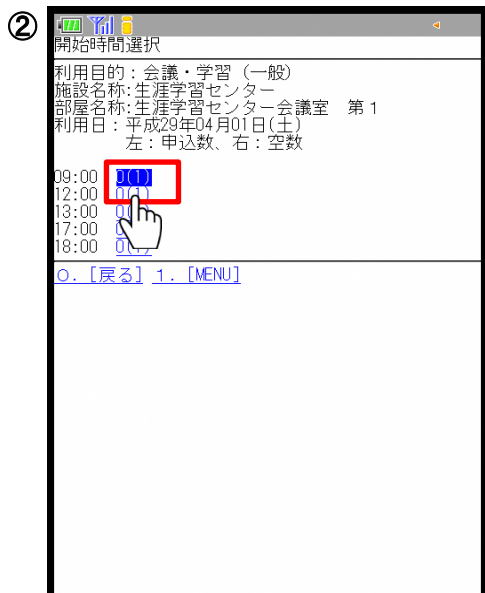 ②
開始時間選択
利用目的：会議・学習（一般）
施設名称:生涯学習センター
部屋名称:生涯学習センター会議室　第１
利用日：平成29年04月01日(土)
左：申込数、右：空数
09:00 0(1)
12:00 0(1)
13:00
17:00
18:00
0.[戻る] 1.[MENU]